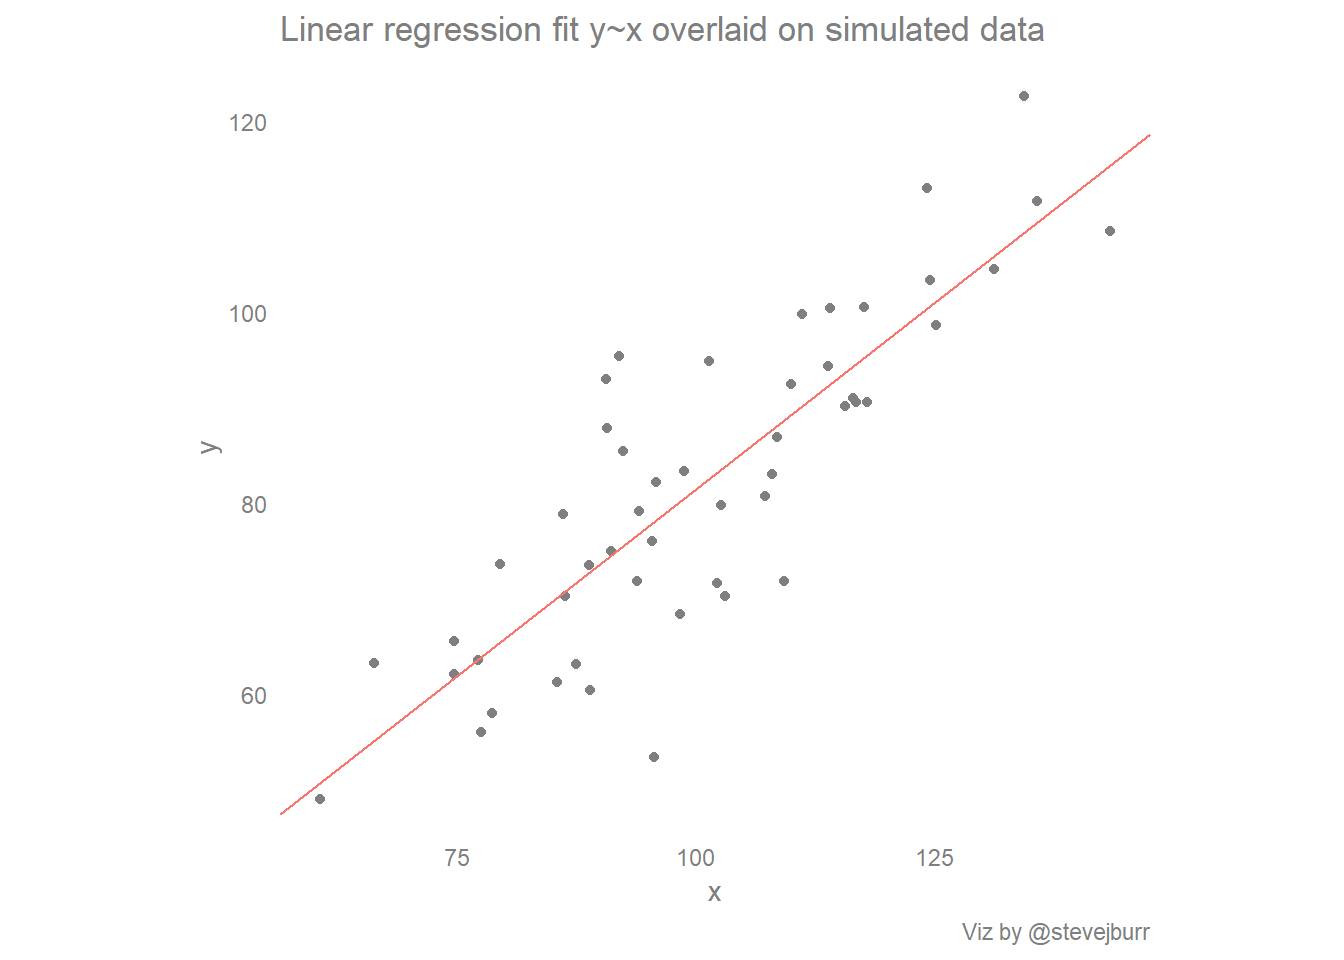 Linear regression fit y~x overlaid on simulated data
120
100
80
60
y
75 100 125
x
Viz by @stevejburr